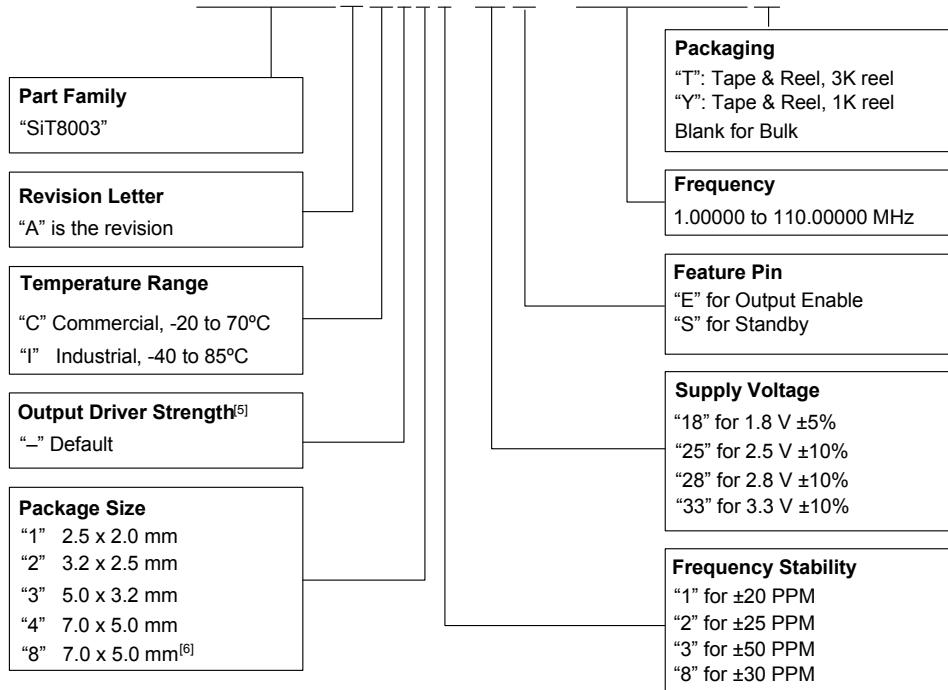 Part Family
“SiT8003”
Revision Letter
“A” is the revision
Temperature Range
“C” Commercial, -20 to 70ºC
“I” Industrial, -40 to 85ºC
Output Driver Strength[5]
“–” Default
Package Size
“1” 2.5 x 2.0 mm
“2” 3.2 x 2.5 mm
“3” 5.0 x 3.2 mm
“4” 7.0 x 5.0 mm
“8” 7.0 x 5.0 mm[6]
Packaging
“T”: Tape & Reel, 3K reel
“Y”: Tape & Reel, 1K reel
Blank for Bulk
Frequency
1.00000 to 110.00000 MHz
Feature Pin
“E” for Output Enable
“S” for Standby
Supply Voltage
“18” for 1.8 V ±5%
“25” for 2.5 V ±10%
“28” for 2.8 V ±10%
“33” for 3.3 V ±10%
Frequency Stability
“1” for ±20 PPM
“2” for ±25 PPM
“3” for ±50 PPM
“8” for ±30 PPM